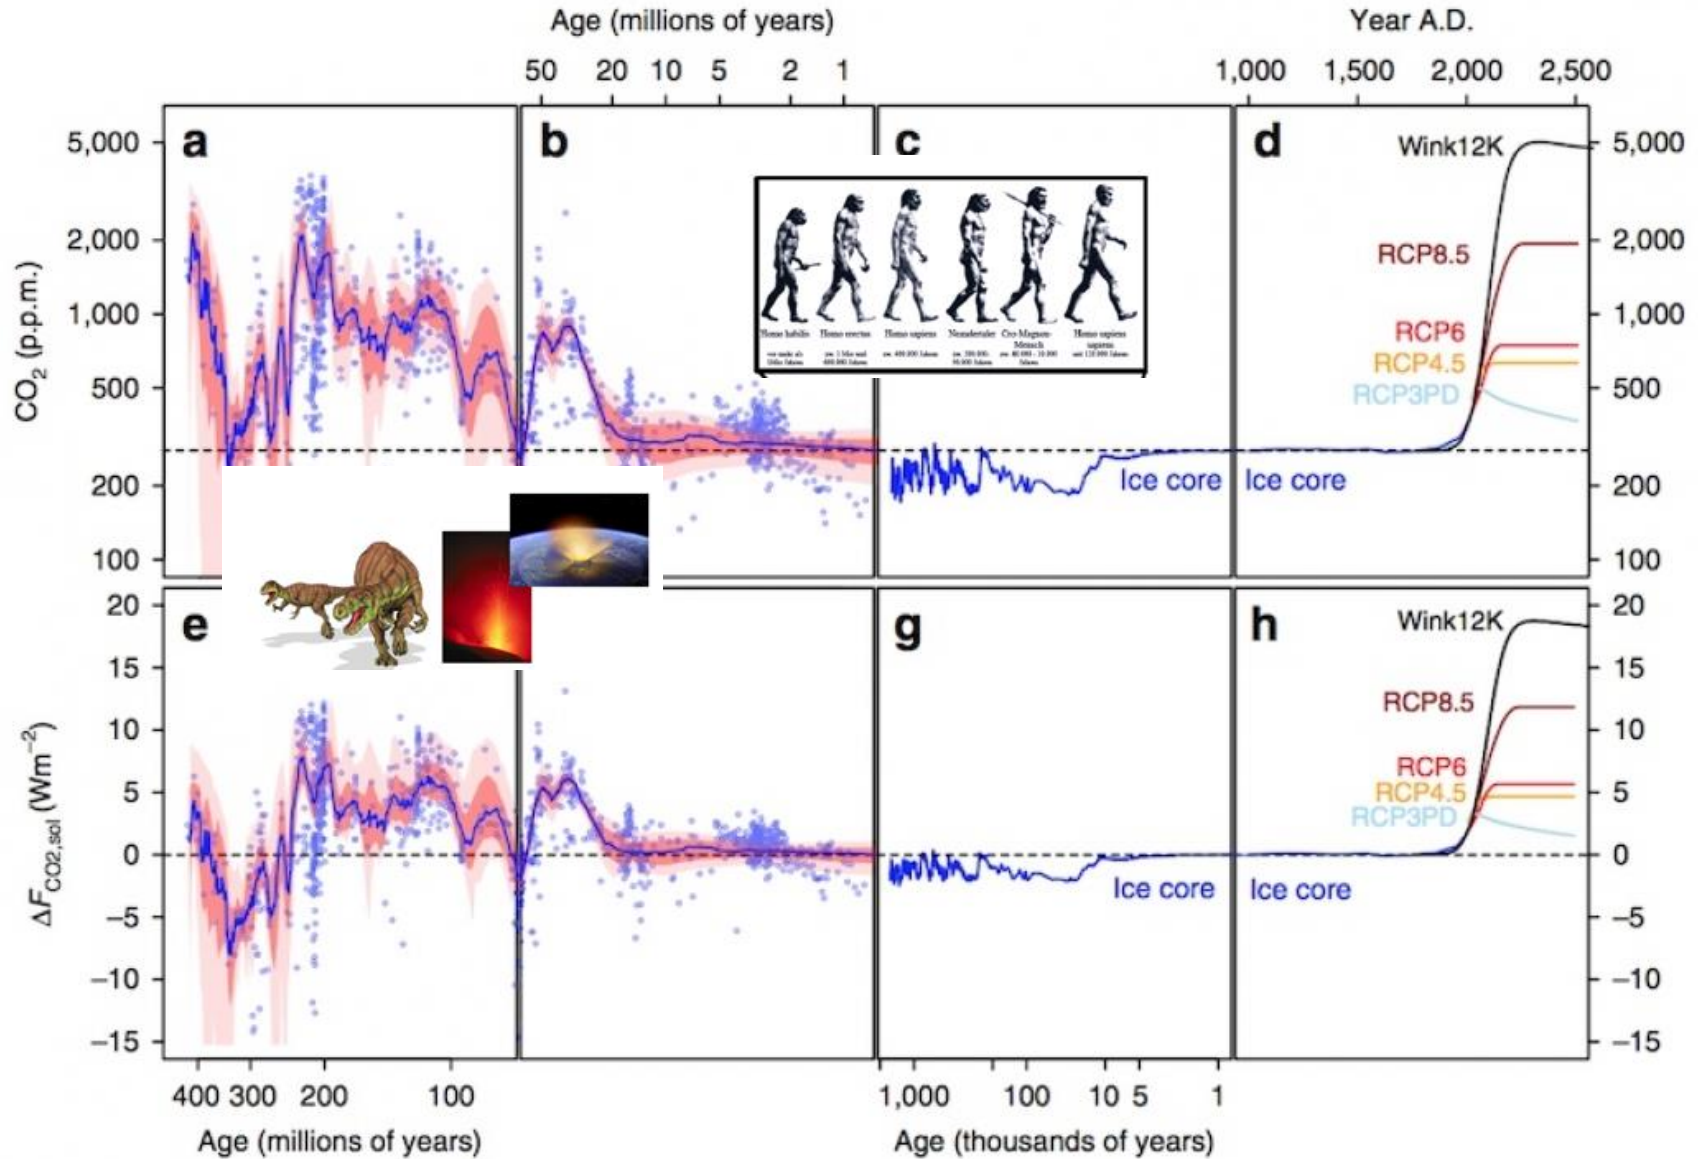 Age (millions of years)
Year A.D.
50 20 10 5 2 1
1,000 1,500 2,000 2,500
a b c d
CO2 (p.p.m.)
5,000
2,000
1,000
500
200
100
Homo habilis Homo erectus Homo sapiens Neandertaler Cro-Magnon-Mensch Homo sapiens sapiens
Ice core
Ice core
Wink12K
RCP8.5
RCP6
RCP4.5
RCP3PD
5,000
2,000
1,000
500
200
100
e g h
ΔF CO2,sol (Wm−2)
20
15
10
5
0
−5
−10
−15
Ice core
Ice core
Wink12K
RCP8.5
RCP6
RCP4.5
RCP3PD
20
15
10
5
0
−5
−10
−15
400 300 200 100
1,000 100 10 5 1
Age (millions of years)
Age (thousands of years)